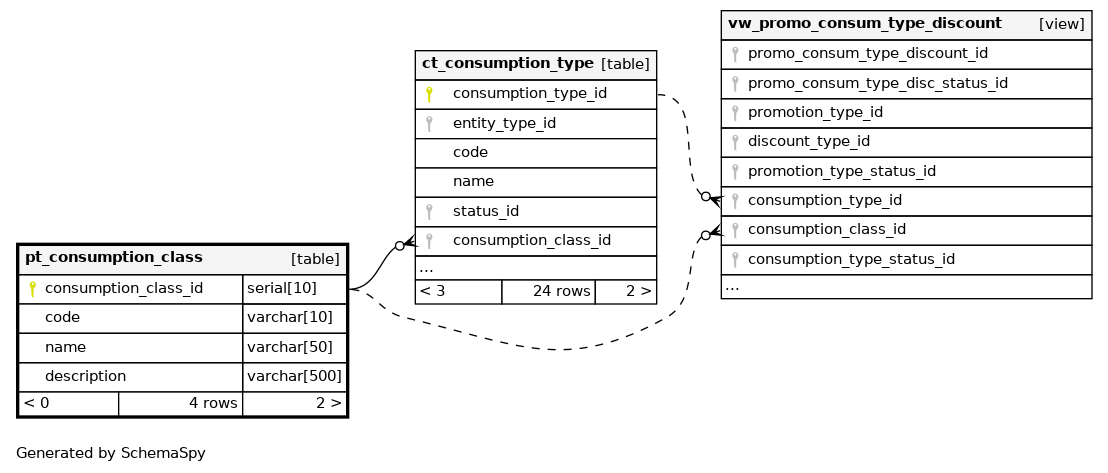 vw_promo_consum_type_discount [view]
promo_consum_type_discount_id
promo_consum_type_disc_status_id
promotion_type_id
discount_type_id
promotion_type_status_id
consumption_type_id
consumption_class_id
consumption_type_status_id
...
ct_consumption_type [table]
consumption_type_id
entity_type_id
code
name
status_id
consumption_class_id
...
< 3 24 rows 2 >
pt_consumption_class [table]
consumption_class_id serial[10]
code varchar[10]
name varchar[50]
description varchar[500]
< 0 4 rows 2 >
Generated by SchemaSpy